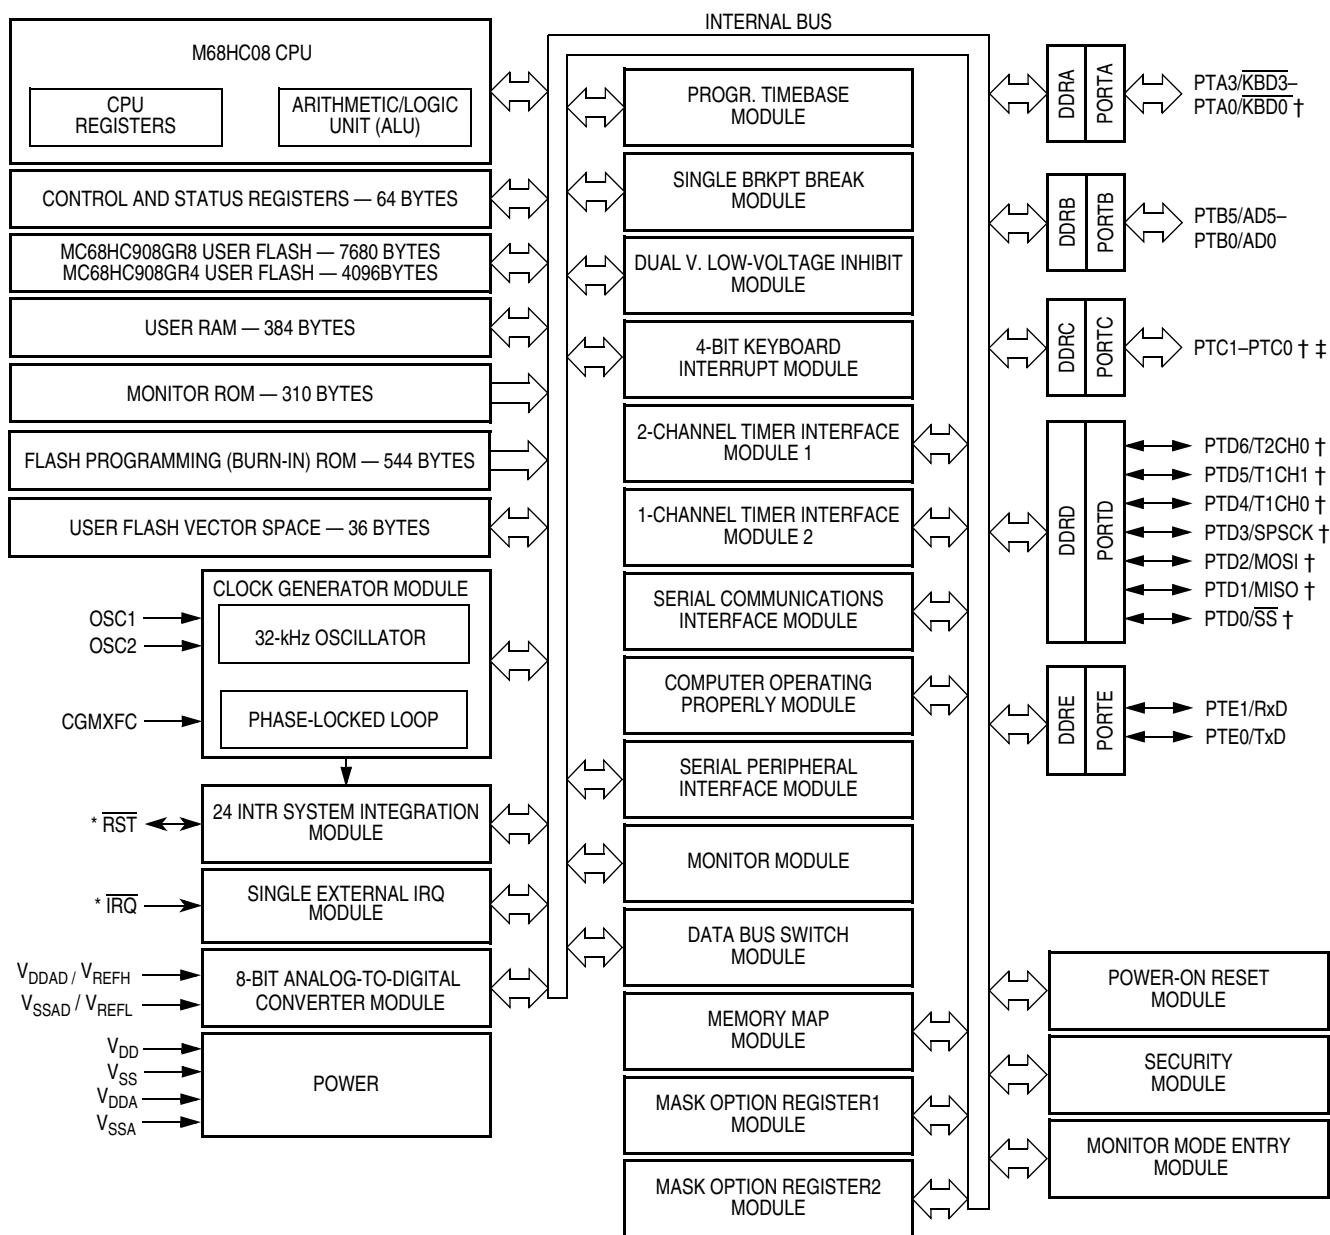 INTERNAL BUS
M68HC08 CPU
CPU
REGISTERS
ARITHMETIC/LOGIC
UNIT (ALU)
CONTROL AND STATUS REGISTERS — 64 BYTES
MC68HC908GR8 USER FLASH — 7680 BYTES
MC68HC908GR4 USER FLASH — 4096BYTES
USER RAM — 384 BYTES
MONITOR ROM — 310 BYTES
FLASH PROGRAMMING (BURN-IN) ROM — 544 BYTES
USER FLASH VECTOR SPACE — 36 BYTES
CLOCK GENERATOR MODULE
32-kHz OSCILLATOR
PHASE-LOCKED LOOP
OSC1
OSC2
CGMXFC
24 INTR SYSTEM INTEGRATION
MODULE
* RST
SINGLE EXTERNAL IRQ
MODULE
* IRQ
8-BIT ANALOG-TO-DIGITAL
CONVERTER MODULE
VDDAD / VREFH
VSSAD / VREFL
POWER
VDD
VSS
VDDA
VSSA
PROGR. TIMEBASE
MODULE
SINGLE BRKPT BREAK
MODULE
DUAL V. LOW-VOLTAGE INHIBIT
MODULE
4-BIT KEYBOARD
INTERRUPT MODULE
2-CHANNEL TIMER INTERFACE
MODULE 1
1-CHANNEL TIMER INTERFACE
MODULE 2
SERIAL COMMUNICATIONS
INTERFACE MODULE
COMPUTER OPERATING
PROPERLY MODULE
SERIAL PERIPHERAL
INTERFACE MODULE
MONITOR MODULE
DATA BUS SWITCH
MODULE
MEMORY MAP
MODULE
MASK OPTION REGISTER1
MODULE
MASK OPTION REGISTER2
MODULE
DDRA
PORTA
PTA3/KBD3–
PTA0/KBD0 †
DDRB
PORTB
PTB5/AD5–
PTB0/AD0
DDRC
PORTC
PTC1–PTC0 † ‡
DDRD
PORTD
PTD6/T2CH0 †
PTD5/T1CH1 †
PTD4/T1CH0 †
PTD3/SPSCK †
PTD2/MOSI †
PTD1/MISO †
PTD0/SS †
DDRE
PORTE
PTE1/RxD
PTE0/TxD
POWER-ON RESET
MODULE
SECURITY
MODULE
MONITOR MODE ENTRY
MODULE